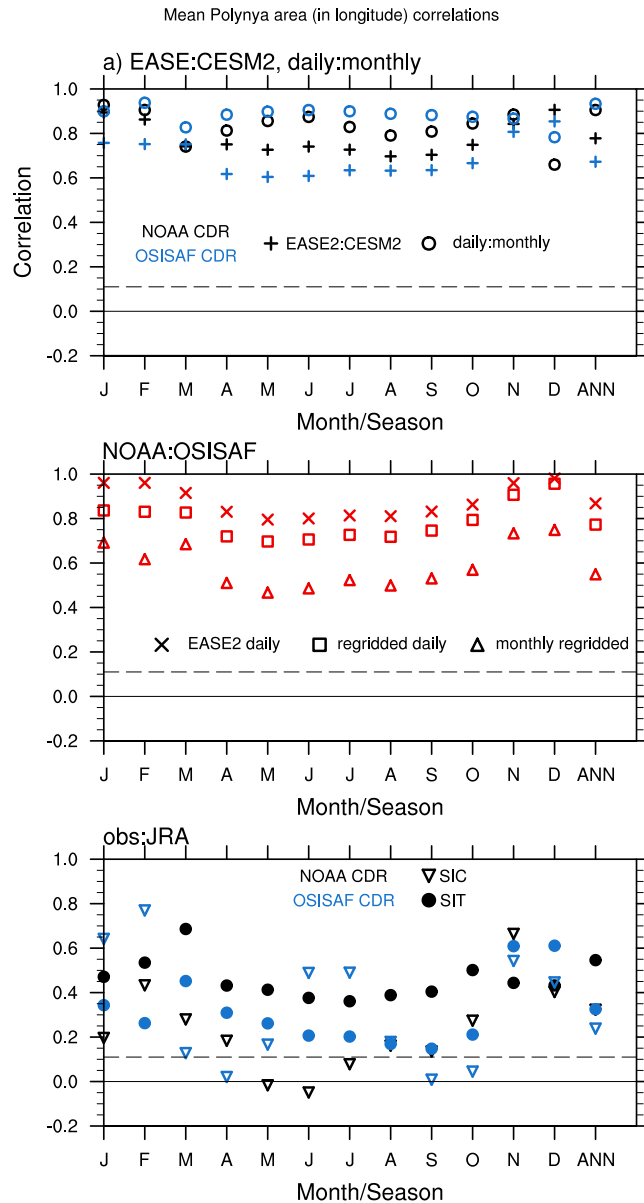 Mean Polynya area (in longitude) correlations
a) EASE:CESM2, daily:monthly
Correlation
1.0
0.8
0.6
0.4
0.2
0.0
-0.2
NOAA CDR
OSISAF CDR
EASE2:CESM2
daily:monthly
J F M A M J J A S O N D ANN
Month/Season
NOAA:OSISAF
1.0
0.8
0.6
0.4
0.2
0.0
-0.2
EASE2 daily
regridded daily
monthly regridded
J F M A M J J A S O N D ANN
Month/Season
obs:JRA
1.0
0.8
0.6
0.4
0.2
0.0
-0.2
NOAA CDR
OSISAF CDR
SIC
SIT
J F M A M J J A S O N D ANN
Month/Season